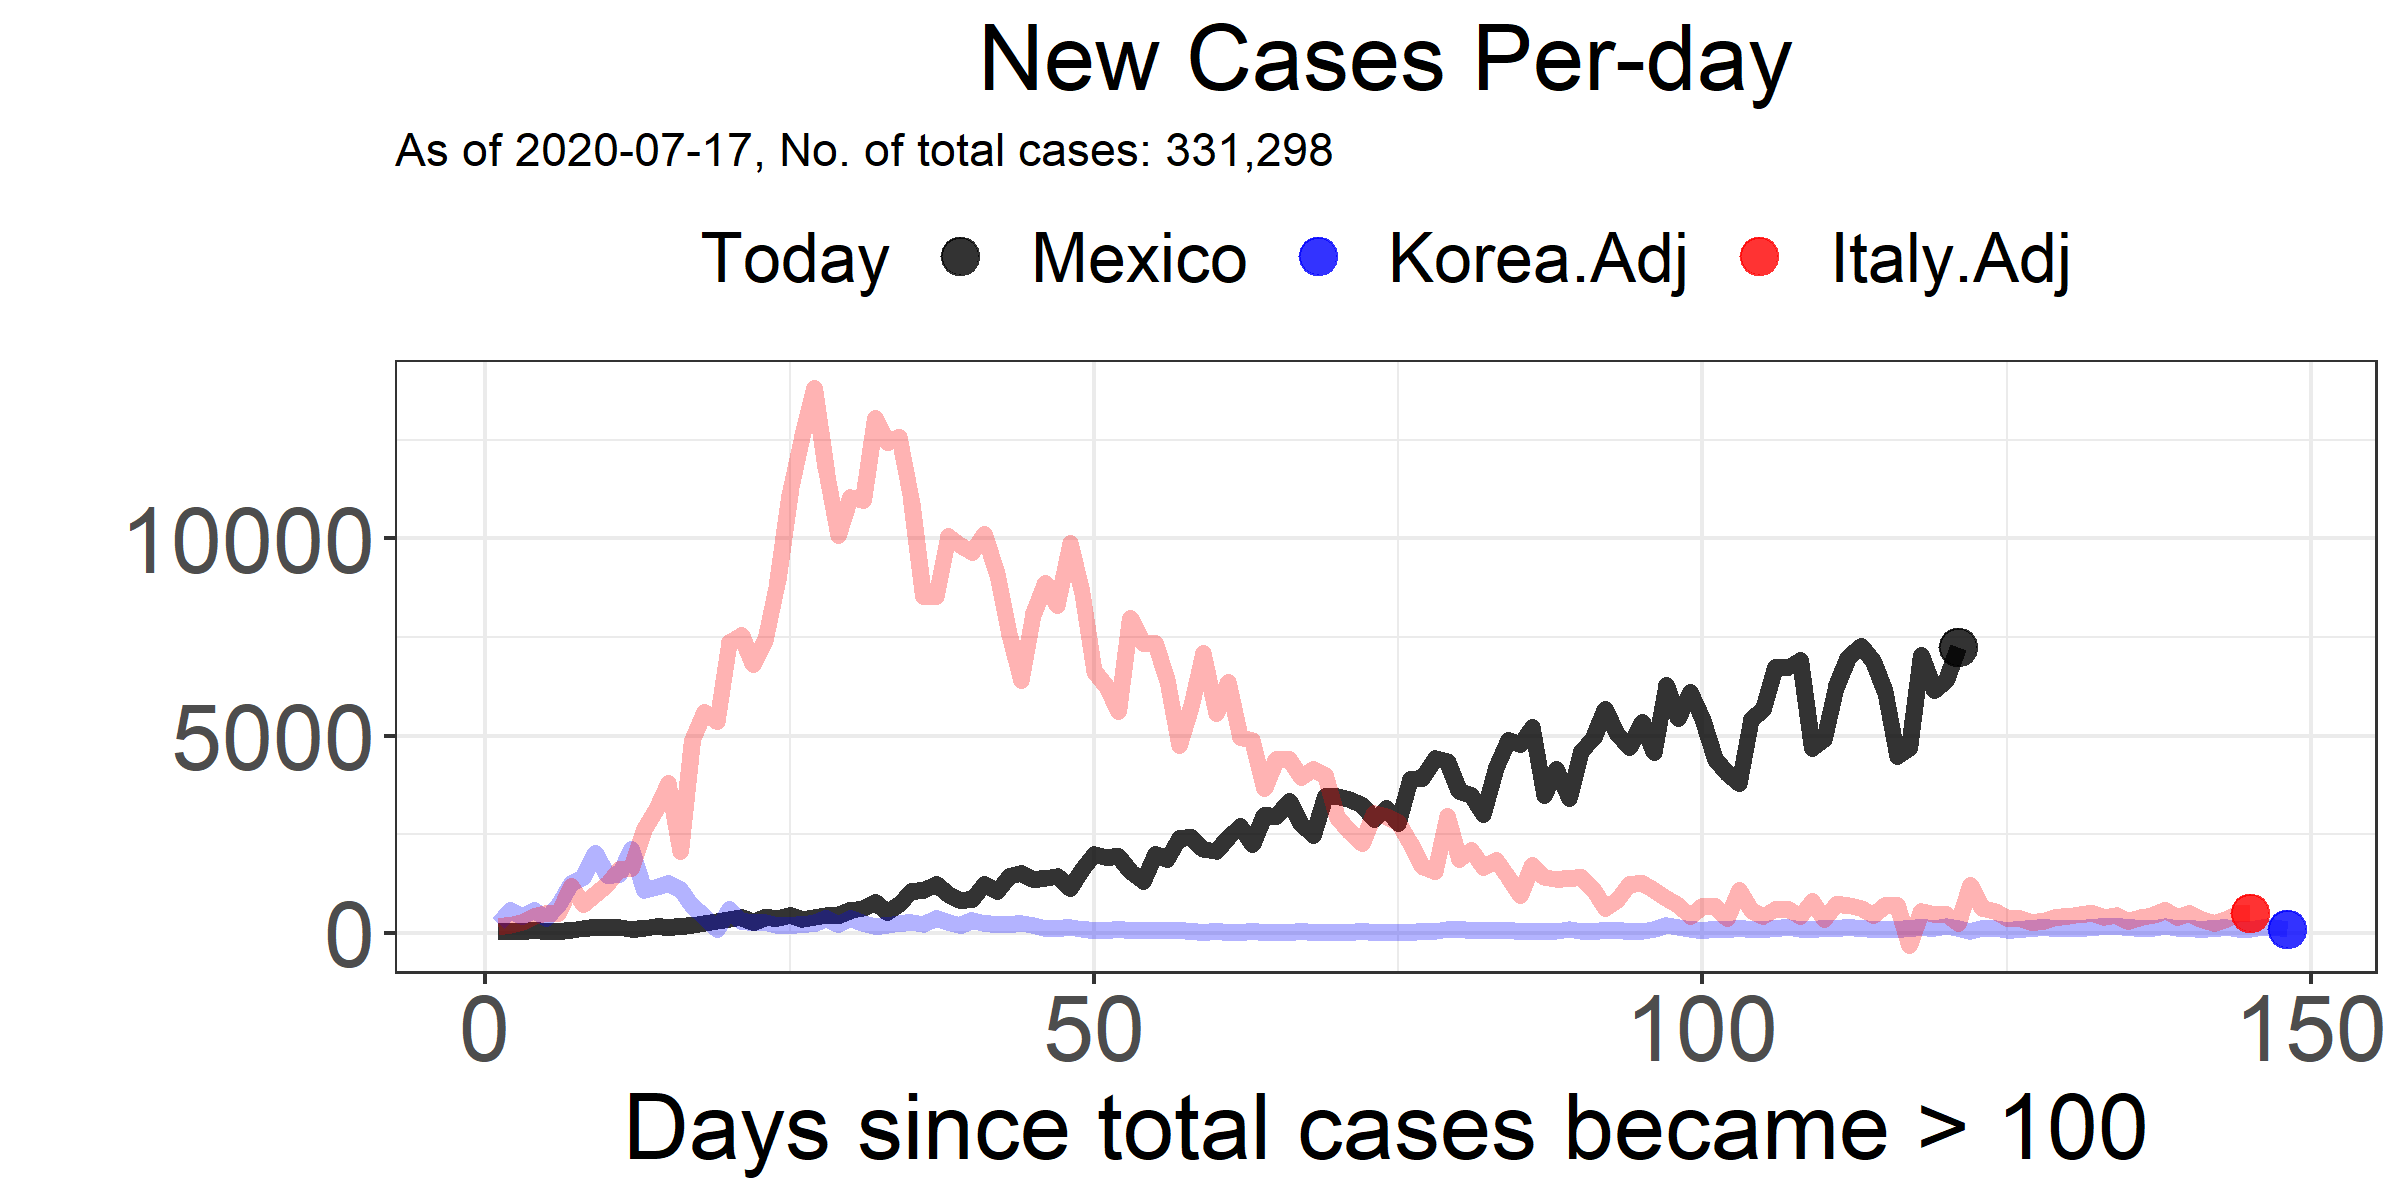 New Cases Per-day
As of 2020-07-17, No. of total cases: 331,298
Today Mexico Korea.Adj Italy.Adj
10000
5000
0
0 50 100 150
Days since total cases became > 100